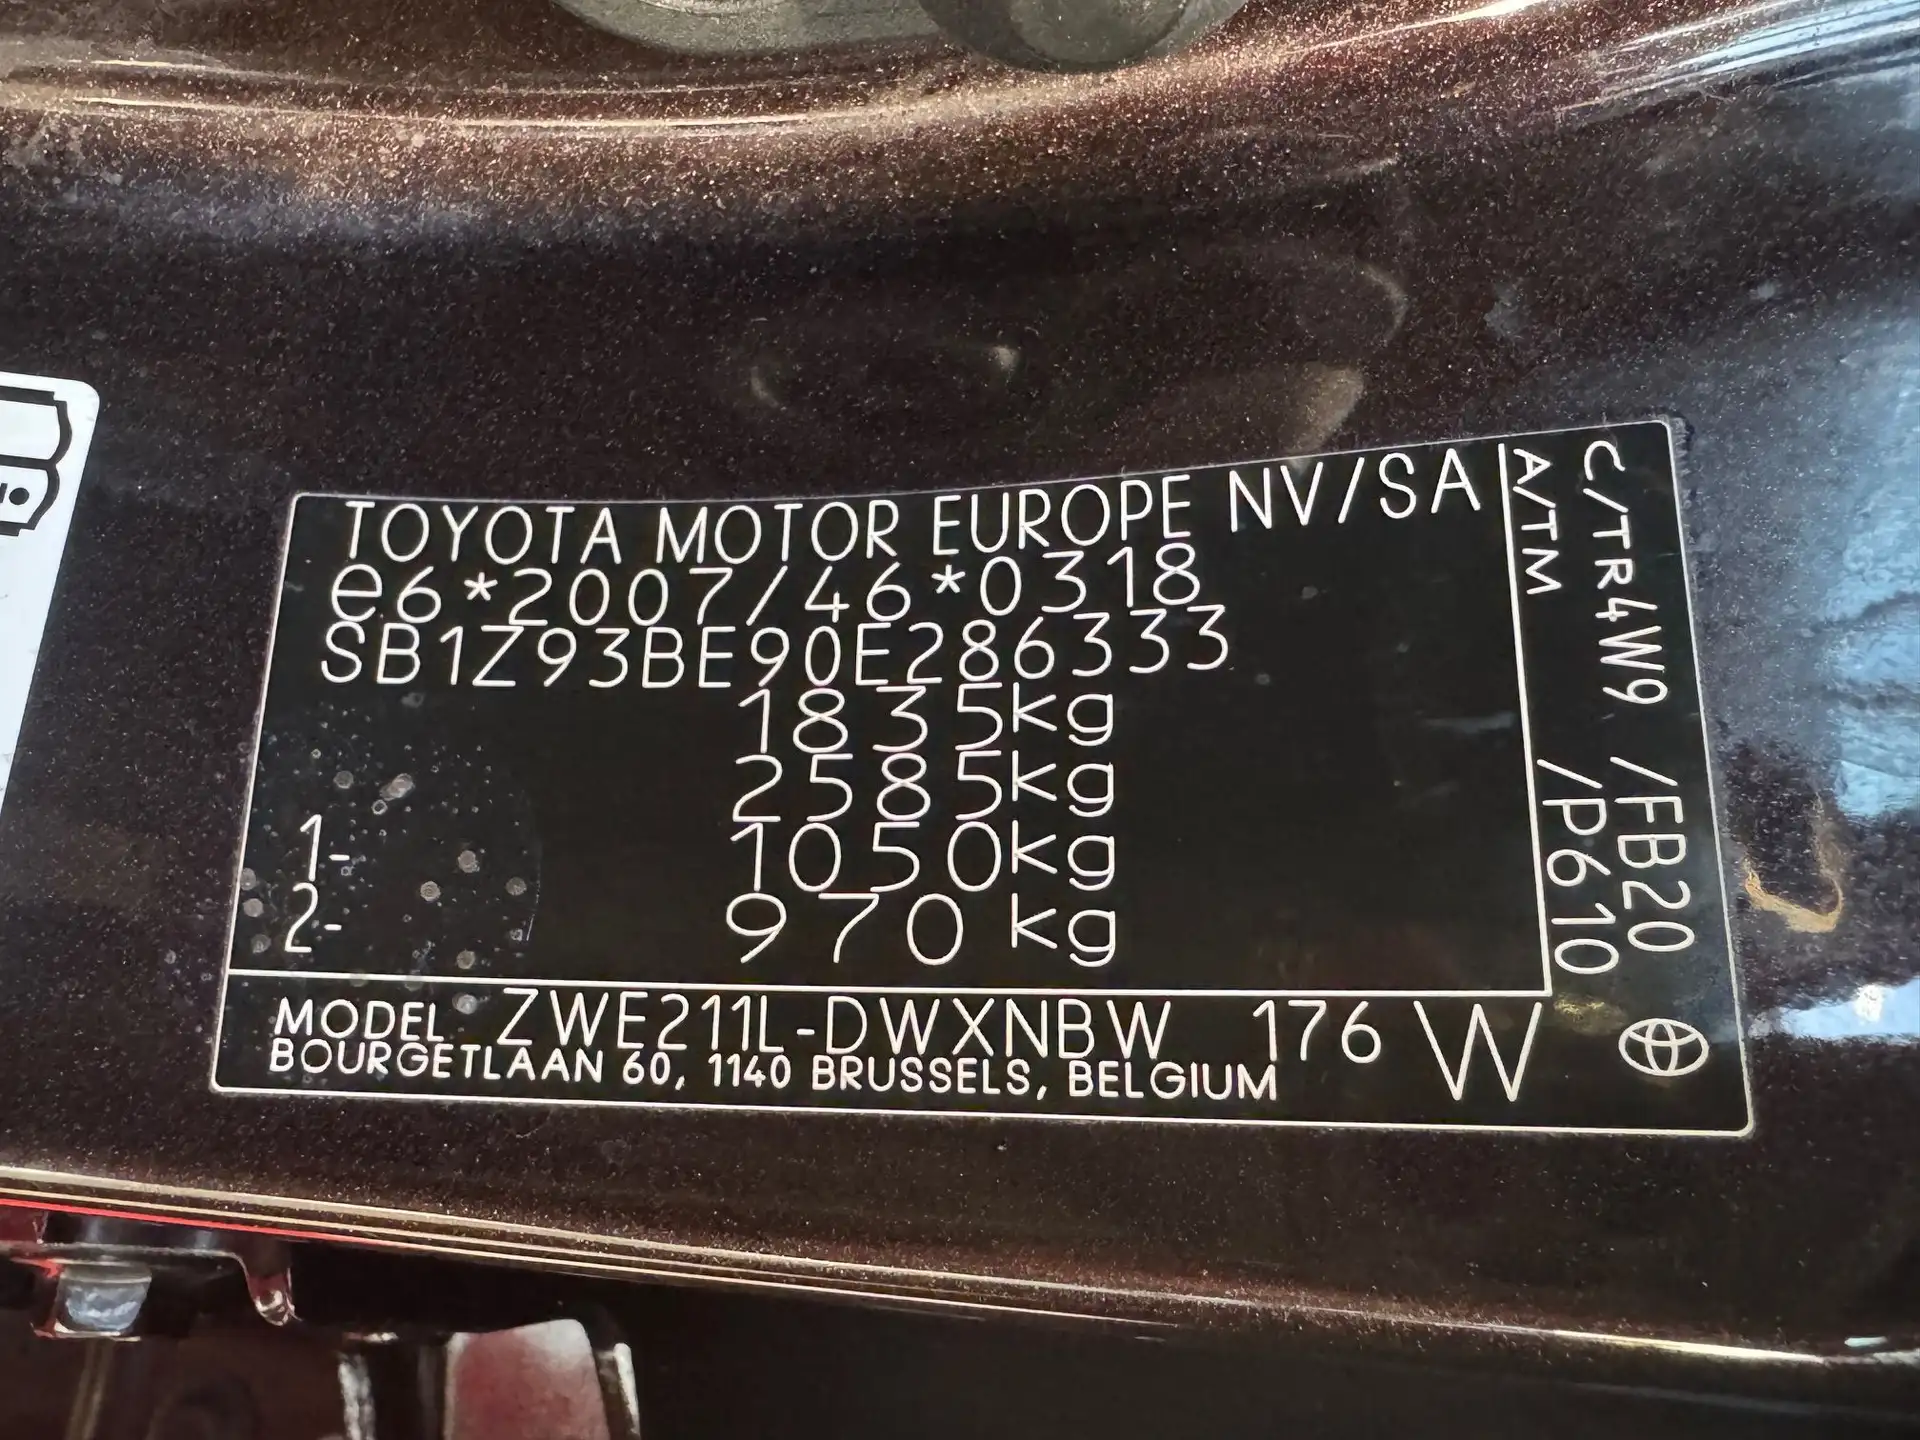 TOYOTA MOTOR EUROPE NV/SA
e6*2007/46*0318
SB1Z93BE90E286333
1835kg
2585kg
1- 1050kg
2- 970 kg
MODEL ZWE211L-DWXNBW 176 W
BOURGETLAAN 60, 1140 BRUSSELS, BELGIUM
C/TR4W9 /FB20
A/TM /P610